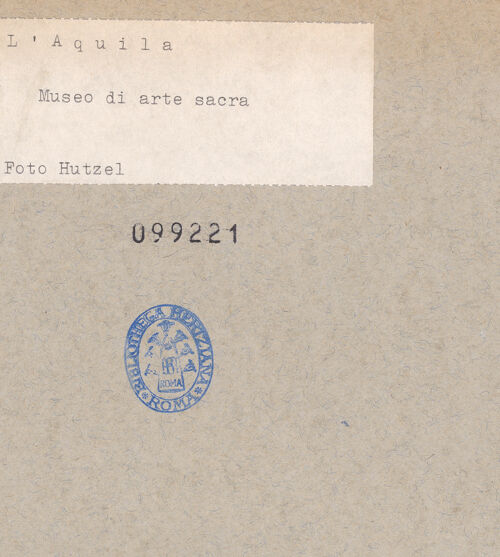 L'Aquila
Museo di arte sacra
Foto Hutzel
099221
BIBLIOTHECA HERTZIANA
ROMA
* ROMA *